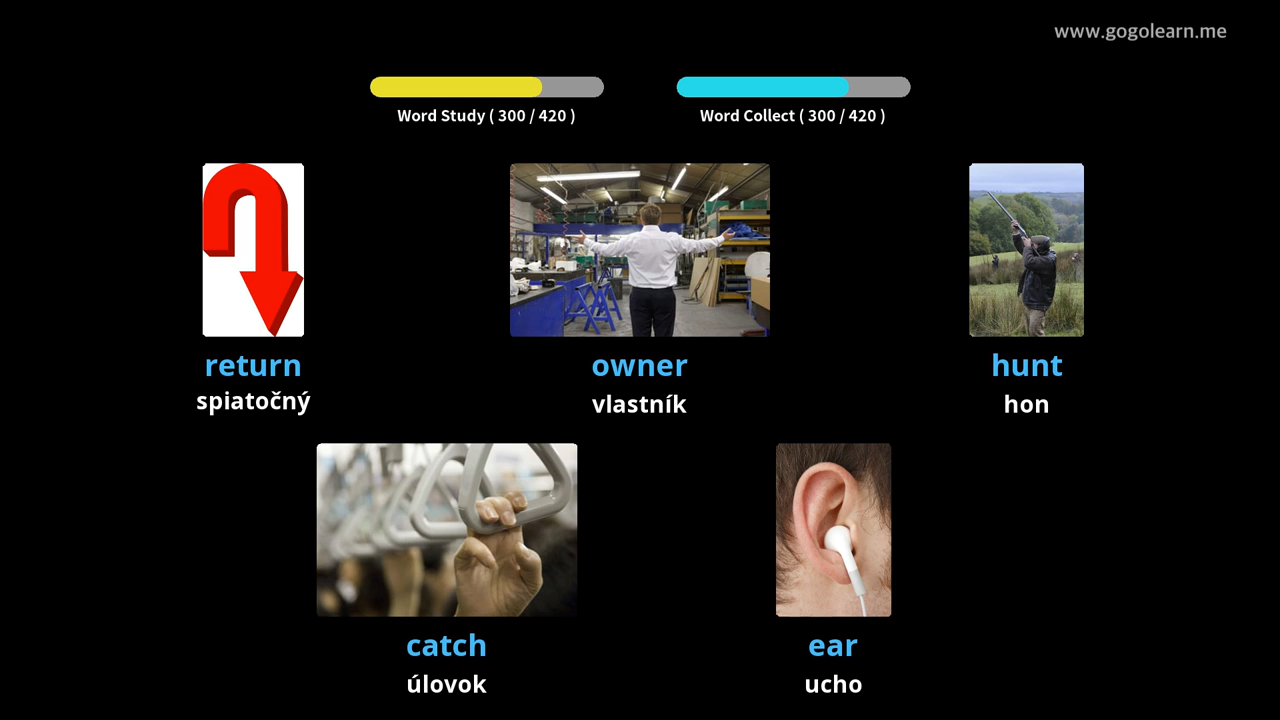 www.gogolearn.me
Word Study ( 300 / 420 )
Word Collect ( 300 / 420 )
return
spiatočný
owner
vlastník
hunt
hon
catch
úlovok
ear
ucho